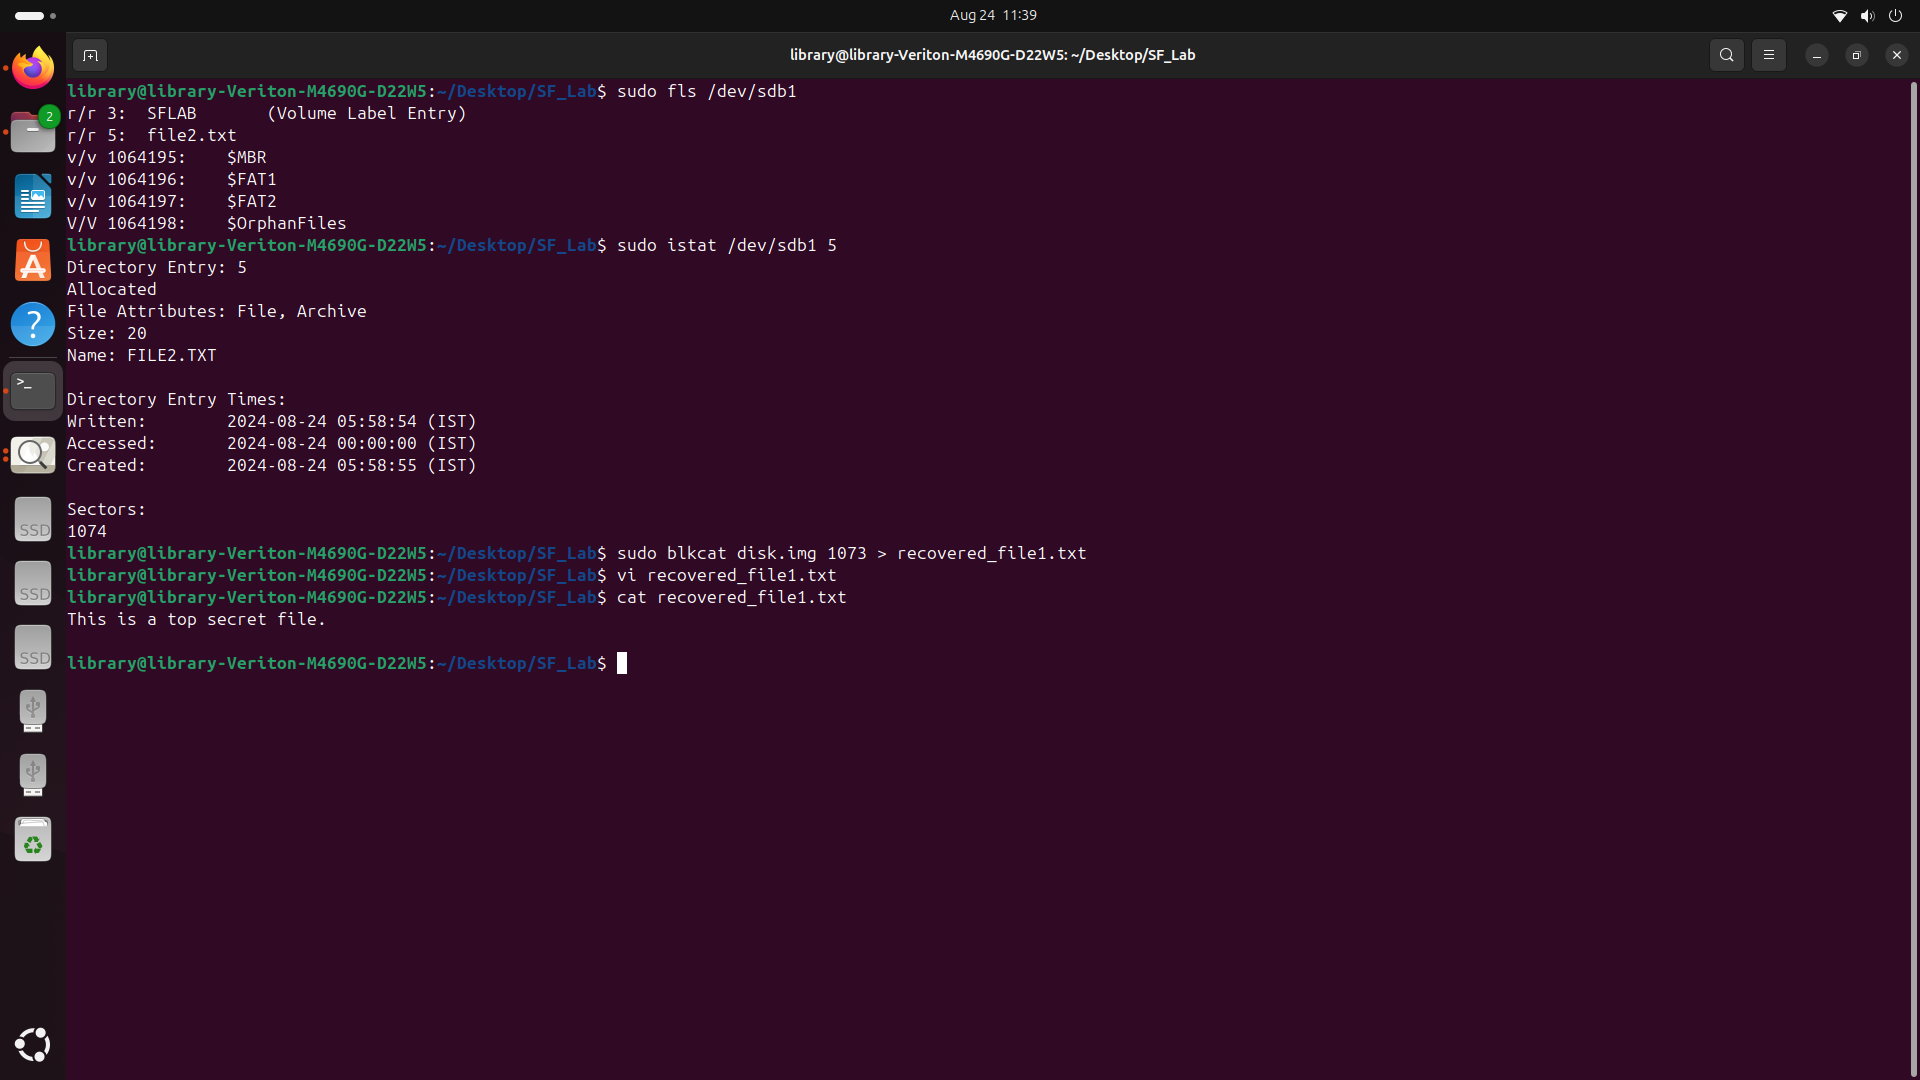 Aug 24 11:39
library@library-Veriton-M4690G-D22W5: ~/Desktop/SF_Lab
library@library-Veriton-M4690G-D22W5:~/Desktop/SF_Lab$ sudo fls /dev/sdb1
r/r 3:  SFLAB       (Volume Label Entry)
r/r 5:  file2.txt
v/v 1064195:    $MBR
v/v 1064196:    $FAT1
v/v 1064197:    $FAT2
V/V 1064198:    $OrphanFiles
library@library-Veriton-M4690G-D22W5:~/Desktop/SF_Lab$ sudo istat /dev/sdb1 5
Directory Entry: 5
Allocated
File Attributes: File, Archive
Size: 20
Name: FILE2.TXT
Directory Entry Times:
Written:        2024-08-24 05:58:54 (IST)
Accessed:       2024-08-24 00:00:00 (IST)
Created:        2024-08-24 05:58:55 (IST)
Sectors:
1074
library@library-Veriton-M4690G-D22W5:~/Desktop/SF_Lab$ sudo blkcat disk.img 1073 > recovered_file1.txt
library@library-Veriton-M4690G-D22W5:~/Desktop/SF_Lab$ vi recovered_file1.txt
library@library-Veriton-M4690G-D22W5:~/Desktop/SF_Lab$ cat recovered_file1.txt
This is a top secret file.
library@library-Veriton-M4690G-D22W5:~/Desktop/SF_Lab$
2
?
>_
SSD
SSD
SSD